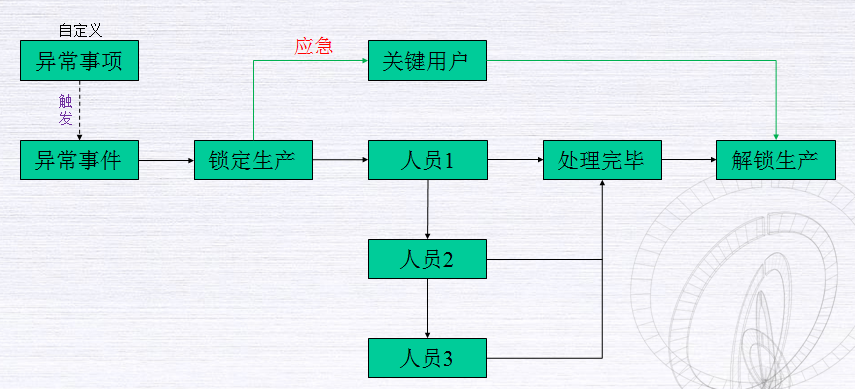 自定义
异常事项
应急
关键用户
触
发
异常事件
锁定生产
人员1
处理完毕
解锁生产
人员2
人员3